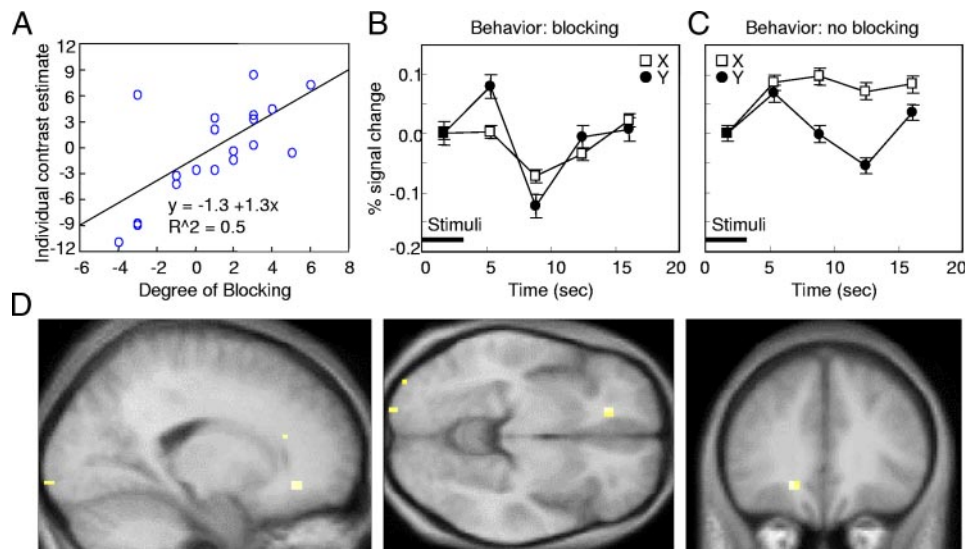 A
Individual contrast estimate
12
9
6
3
0
-3
-6
-9
-12
y = -1.3 +1.3x
R^2 = 0.5
-6 -4 -2 0 2 4 6 8
Degree of Blocking
B
Behavior: blocking
X
Y
% signal change
0.1
0.0
-0.1
-0.2
Stimuli
0 5 10 15 20
Time (sec)
C
Behavior: no blocking
X
Y
Stimuli
0 5 10 15 20
Time (sec)
D